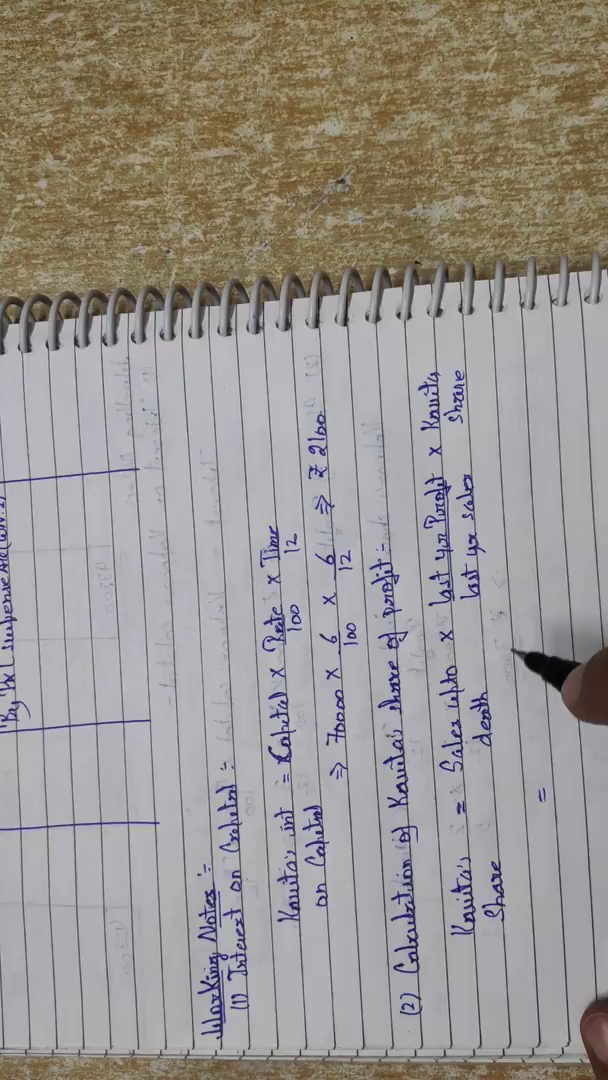 By P&L suspense A/c (W.N.2)
Working Notes :-
(1) Interest on Capital :-
Kavita's int = Capital × Rate/100 × Time/12
on Capital
⇒ 70000 × 6/100 × 6/12 ⇒ ₹ 2100
(2) Calculation of Kavita's share of profit :-
Kavita's = Sales upto × last yr Profit/last yr sales × Kavita's
Share death share
=